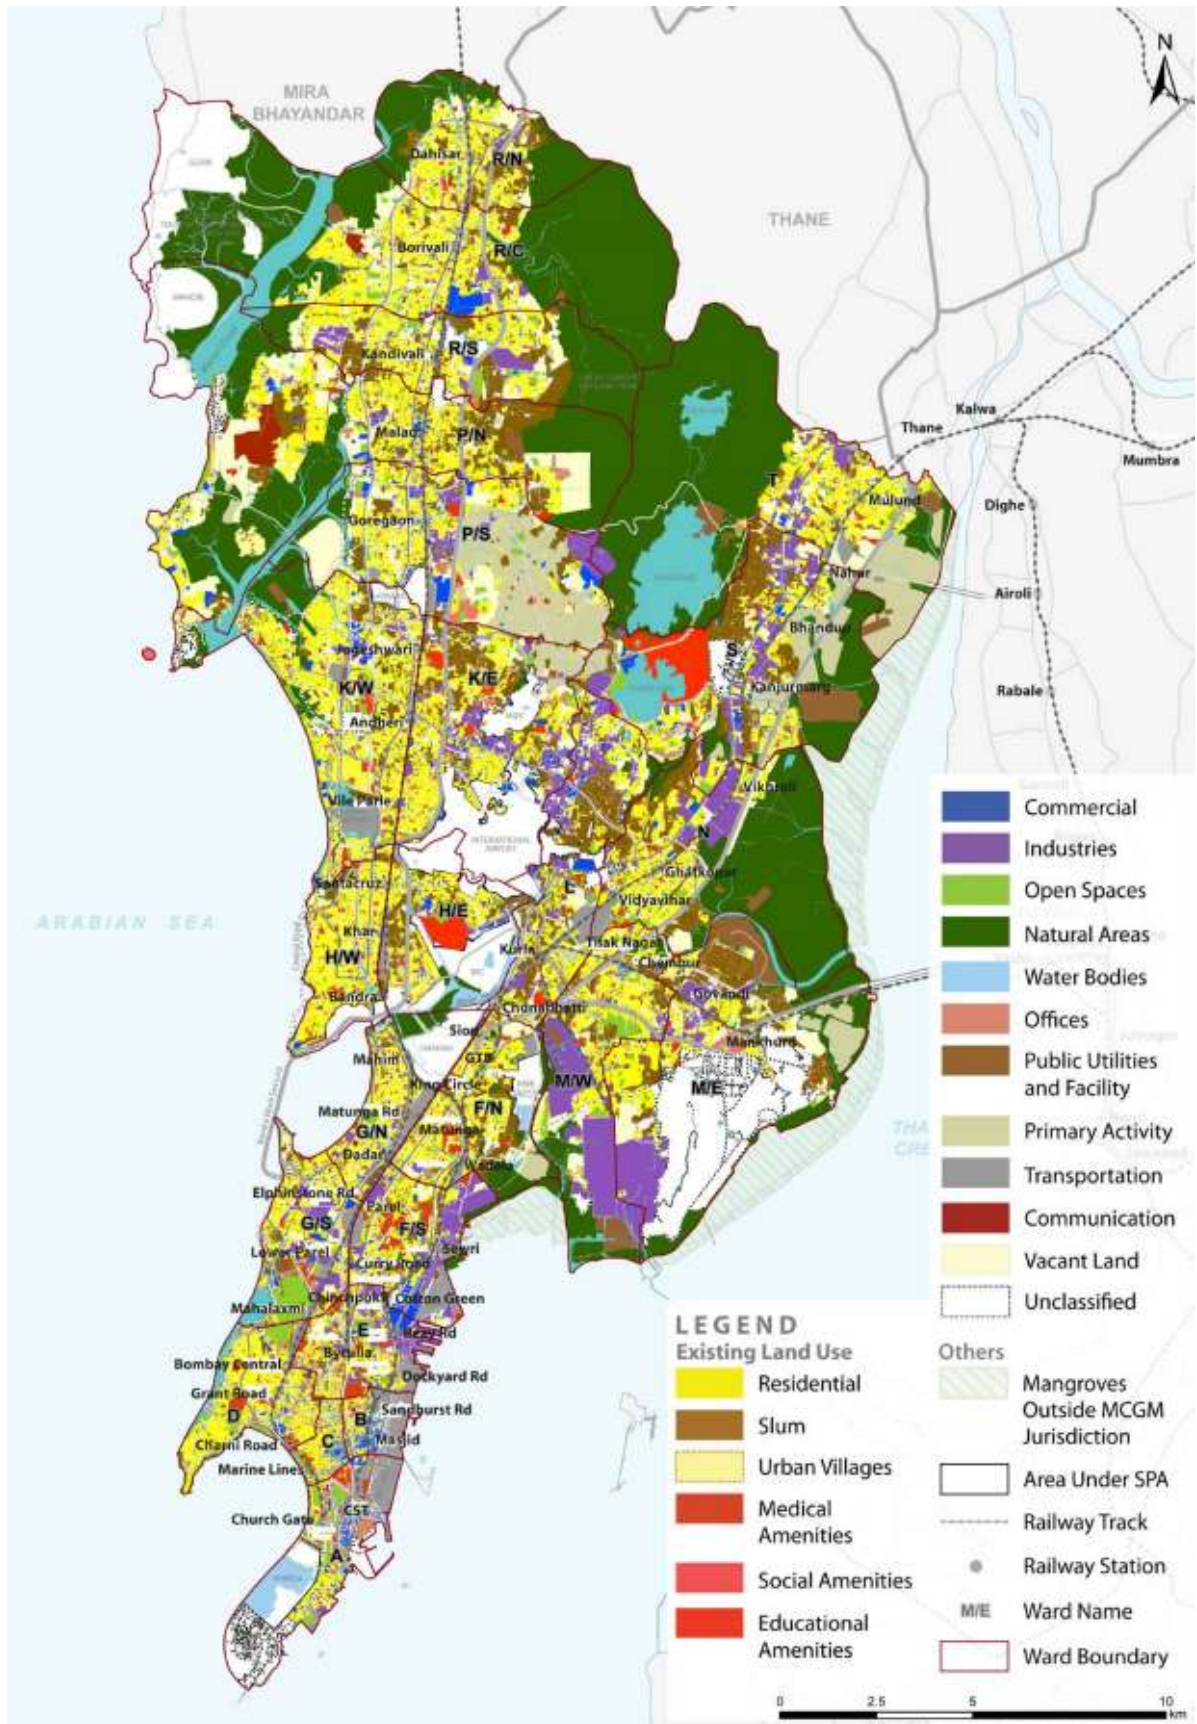 N
MIRA
BHAYANDAR
THANE
Dahisar
R/N
Borivali
R/C
R/S
Kandivali
Malad
P/N
Kalwa
Thane
Mumbra
T
Mulund
Dighe
Goregaon
P/S
Nahur
Airoli
Bhandup
Jogeshwari
S
K/W
K/E
Kanjurmarg
Rabale
Andheri
Vikhroli
Vile Parle
N
INTERNATIONAL
AIRPORT
Ghatkopar
Santacruz
L
Vidyavihar
ARABIAN SEA
H/E
Khar
Kurla
Tilak Nagar
H/W
Chembur
Bandra
Govandi
Chunabhatti
Sion
Mankhurd
Mahim
GTB
King Circle
M/W
M/E
Matunga Rd
F/N
G/N
Matunga
Dadar
Wadala
Elphinstone Rd
Parel
G/S
F/S
Lower Parel
Sewri
Curry Road
Chinchpokli
Cotton Green
Mahalaxmi
E
Reay Rd
Byculla
Bombay Central
Dockyard Rd
Grant Road
Sandhurst Rd
D
B
Charni Road
C
Masjid
Marine Lines
CST
Church Gate
A
Commercial
Industries
Open Spaces
Natural Areas
Water Bodies
Offices
Public Utilities
and Facility
Primary Activity
Transportation
Communication
Vacant Land
Unclassified
LEGEND
Existing Land Use
Residential
Slum
Urban Villages
Medical
Amenities
Social Amenities
Educational
Amenities
Others
Mangroves
Outside MCGM
Jurisdiction
Area Under SPA
Railway Track
Railway Station
M/E
Ward Name
Ward Boundary
0
2.5
5
10
km